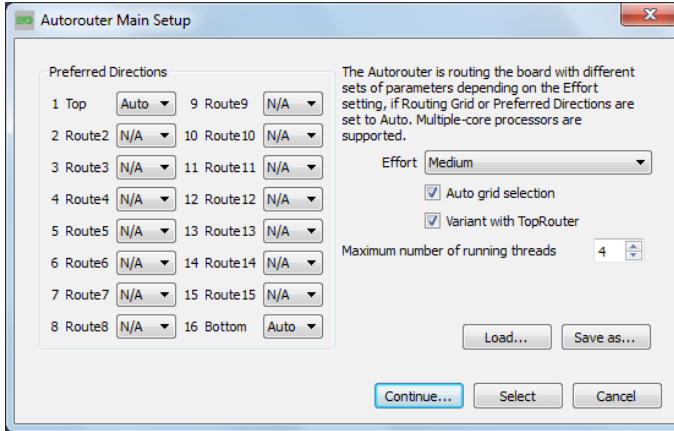 BRD Autorouter Main Setup
Preferred Directions
1 Top Auto 9 Route9 N/A
2 Route2 N/A 10 Route10 N/A
3 Route3 N/A 11 Route11 N/A
4 Route4 N/A 12 Route12 N/A
5 Route5 N/A 13 Route13 N/A
6 Route6 N/A 14 Route14 N/A
7 Route7 N/A 15 Route15 N/A
8 Route8 N/A 16 Bottom Auto
The Autorouter is routing the board with different
sets of parameters depending on the Effort
setting, if Routing Grid or Preferred Directions are
set to Auto. Multiple-core processors are
supported.
Effort Medium
Auto grid selection
Variant with TopRouter
Maximum number of running threads 4
Load... Save as...
Continue... Select Cancel